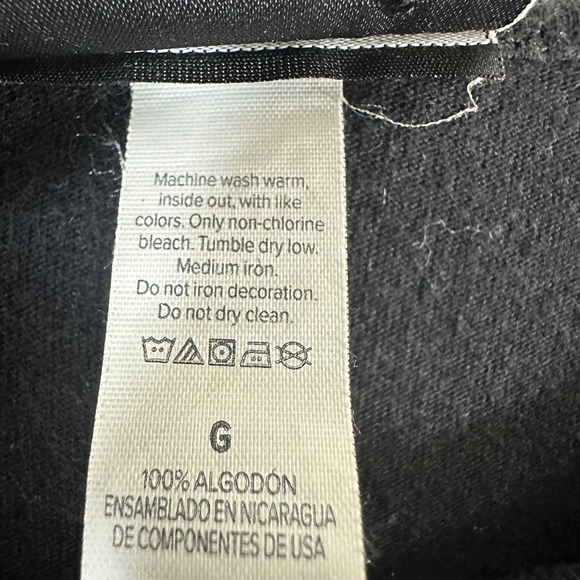 Machine wash warm,
inside out, with like
colors. Only non-chlorine
bleach. Tumble dry low.
Medium iron.
Do not iron decoration.
Do not dry clean.
G
100% ALGODÓN
ENSAMBLADO EN NICARAGUA
DE COMPONENTES DE USA